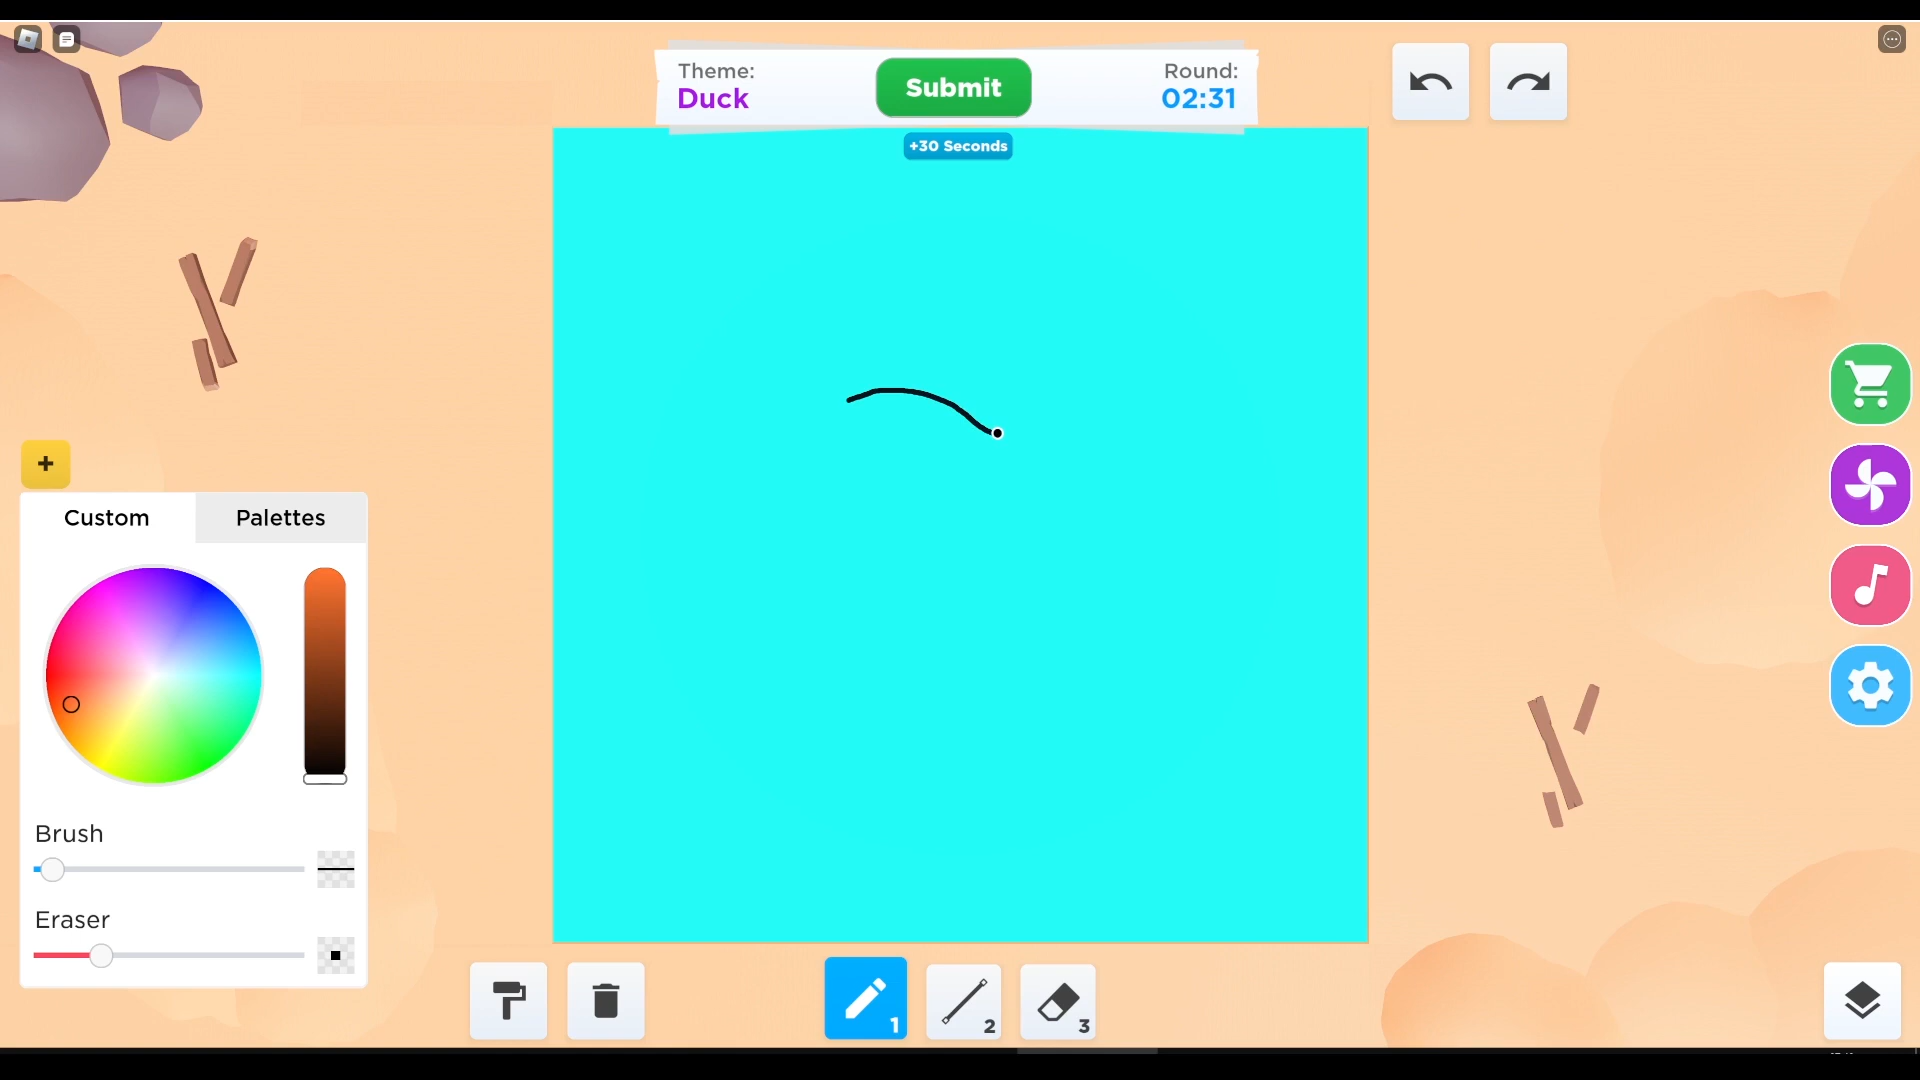 Theme:
Duck
Submit
Round:
02:31
+30 Seconds
+
Custom
Palettes
Brush
Eraser
1
2
3